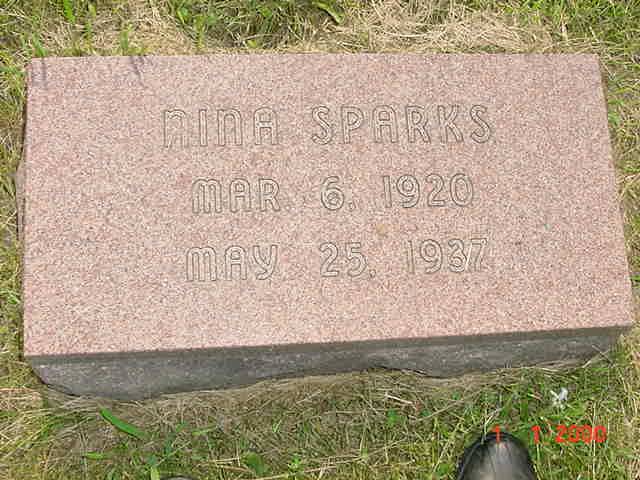 NINA SPARKS
MAR. 6. 1920
MAY 25, 1937
1 1 2000